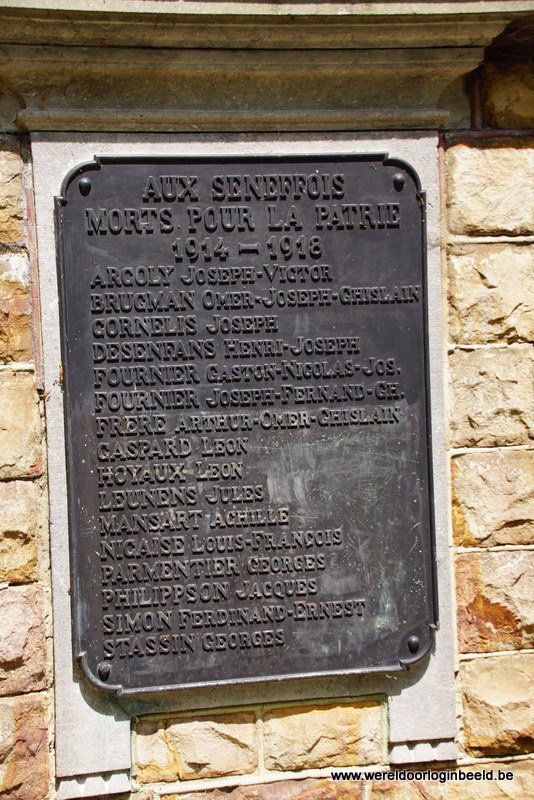 AUX SENEFFOIS
MORTS POUR LA PATRIE
1914 – 1918
ARGOLY JOSEPH-VICTOR
BRUGMAN OMER-JOSEPH-GHISLAIN
CORNELIS JOSEPH
DESENFANS HENRI-JOSEPH
FOURNIER GASTON-NICOLAS-JOS.
FOURNIER JOSEPH-FERNAND-GH.
FRERE ARTHUR-OMER-GHISLAIN
GASPARD LEON
HOYAUX LEON
LEUNENS JULES
MANSART ACHILLE
NICAISE LOUIS-FRANÇOIS
PARMENTIER GEORGES
PHILIPPSON JACQUES
SIMON FERDINAND-ERNEST
STASSIN GEORGES
www.wereldoorloginbeeld.be